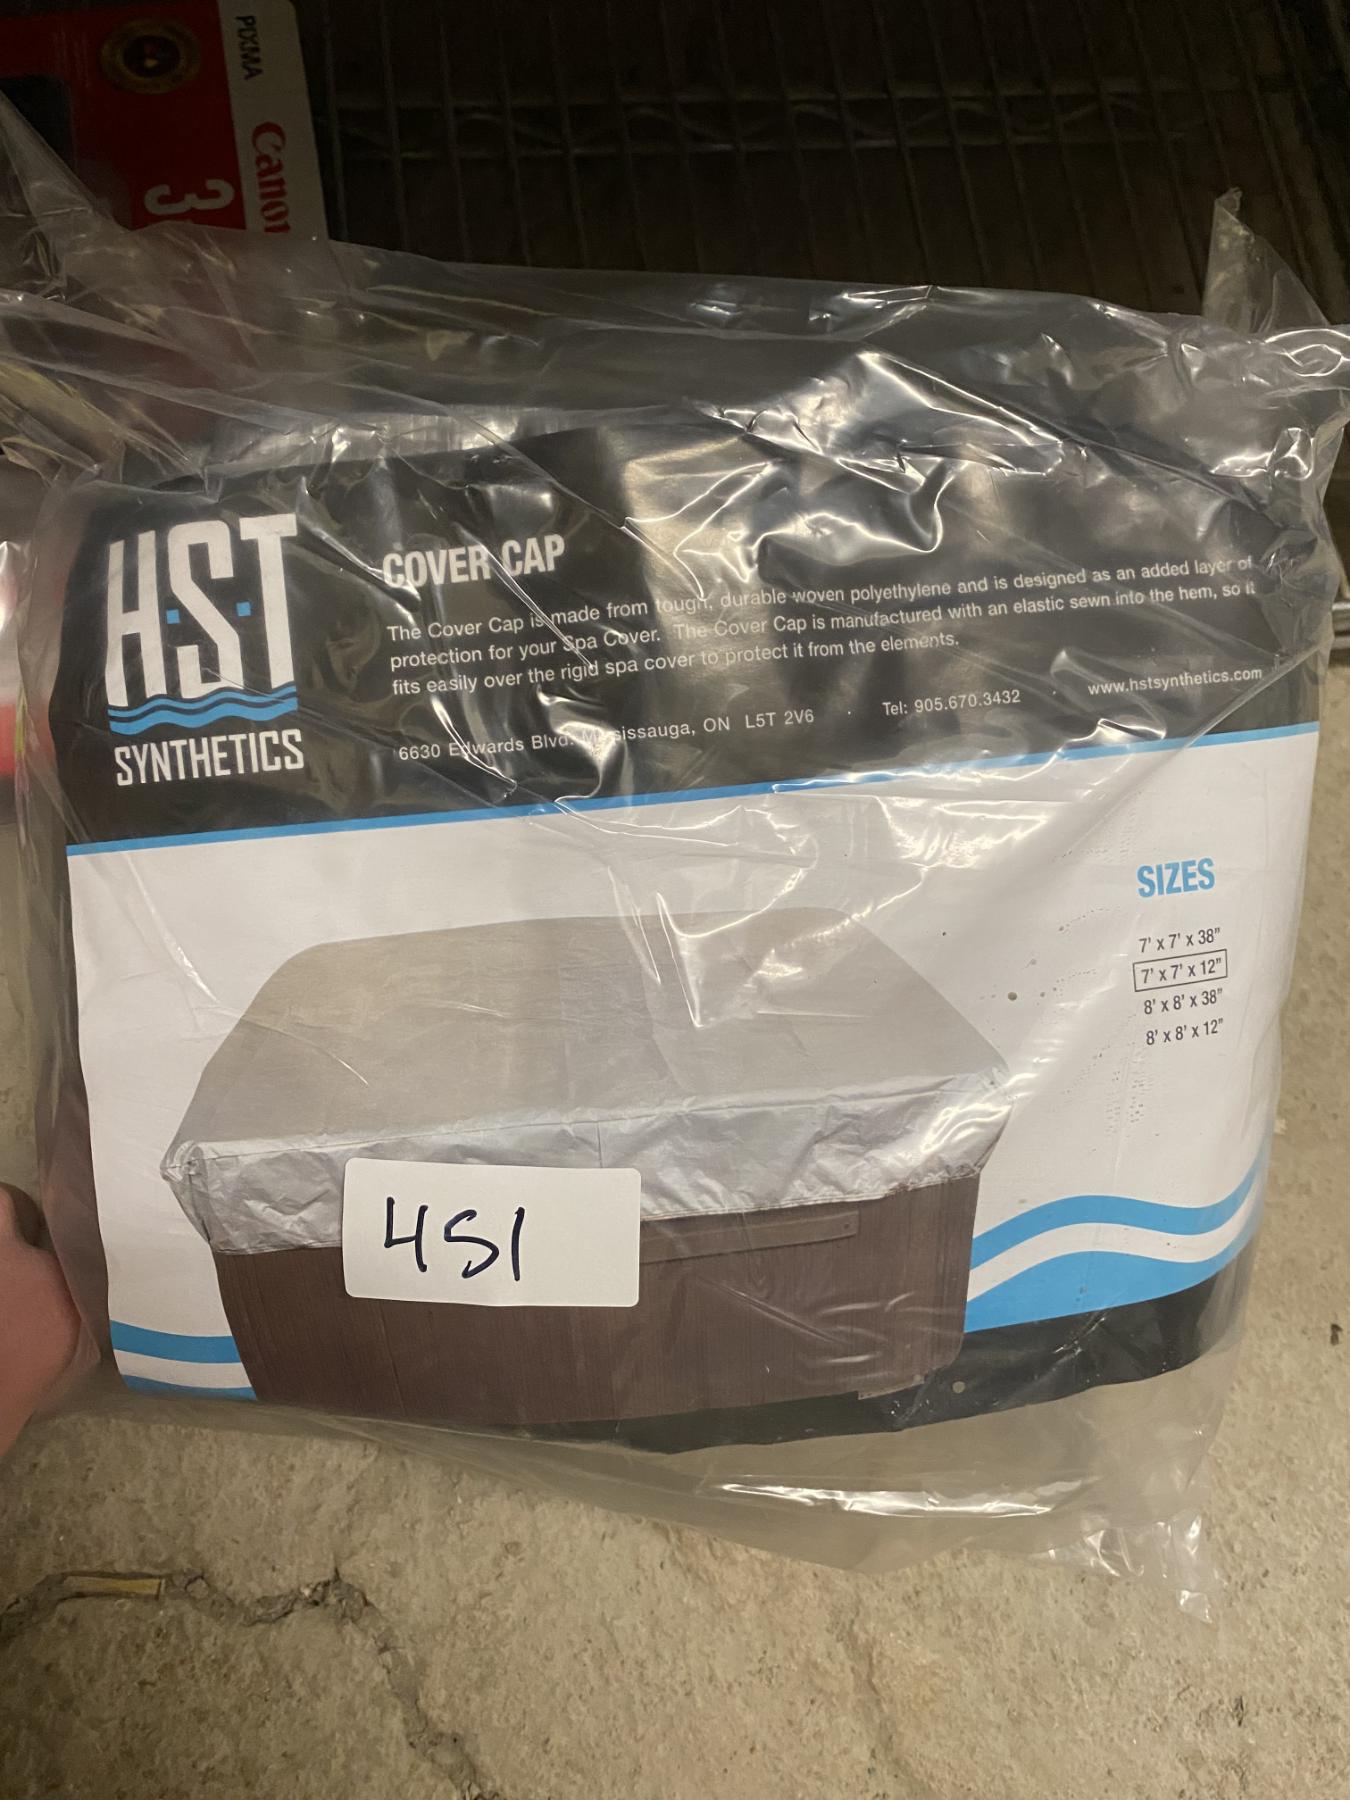 PIXMA
Canon
3
H·S·T
SYNTHETICS
COVER CAP
The Cover Cap is made from tough, durable woven polyethylene and is designed as an added layer of
protection for your Spa Cover. The Cover Cap is manufactured with an elastic sewn into the hem, so it
fits easily over the rigid spa cover to protect it from the elements.
6630 Edwards Blvd. Mississauga, ON L5T 2V6 · Tel: 905.670.3432 · www.hstsynthetics.com
SIZES
7' x 7' x 38"
7' x 7' x 12"
8' x 8' x 38"
8' x 8' x 12"
451